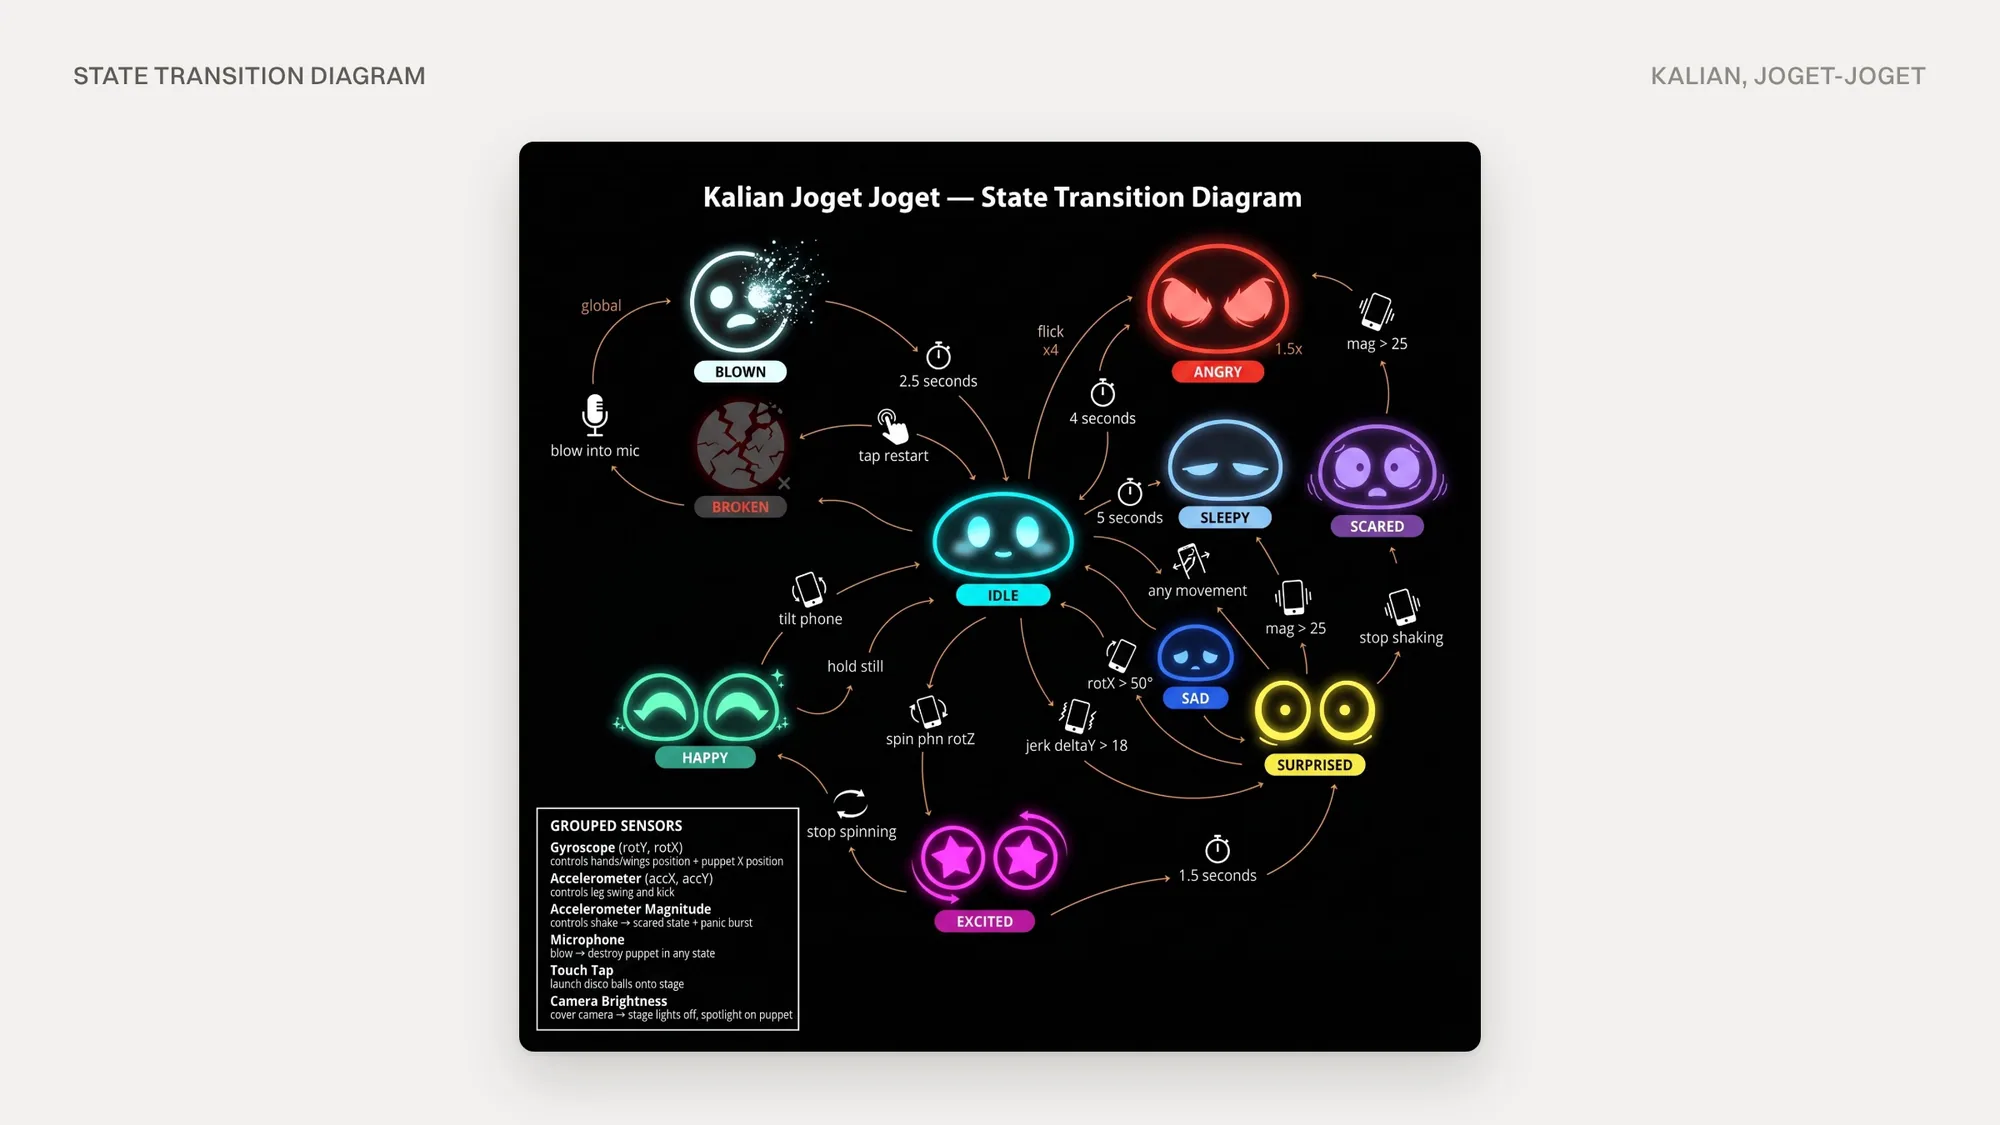 STATE TRANSITION DIAGRAM
KALIAN, JOGET-JOGET
Kalian Joget Joget — State Transition Diagram
global
BLOWN
blow into mic
BROKEN
2.5 seconds
tap restart
flick
x4
1.5x
ANGRY
mag > 25
4 seconds
5 seconds
SLEEPY
SCARED
IDLE
any movement
mag > 25
stop shaking
tilt phone
hold still
rotX > 50°
SAD
HAPPY
spin phn rotZ
jerk deltaY > 18
SURPRISED
stop spinning
EXCITED
1.5 seconds
GROUPED SENSORS
Gyroscope (rotY, rotX)
controls hands/wings position + puppet X position
Accelerometer (accX, accY)
controls leg swing and kick
Accelerometer Magnitude
controls shake → scared state + panic burst
Microphone
blow → destroy puppet in any state
Touch Tap
launch disco balls onto stage
Camera Brightness
cover camera → stage lights off, spotlight on puppet